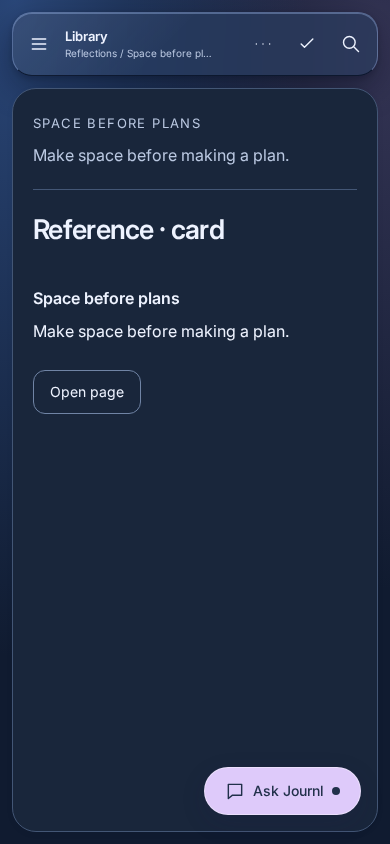 Library
Reflections / Space before pl...
SPACE BEFORE PLANS
Make space before making a plan.
Reference · card
Space before plans
Make space before making a plan.
Open page
Ask Journl